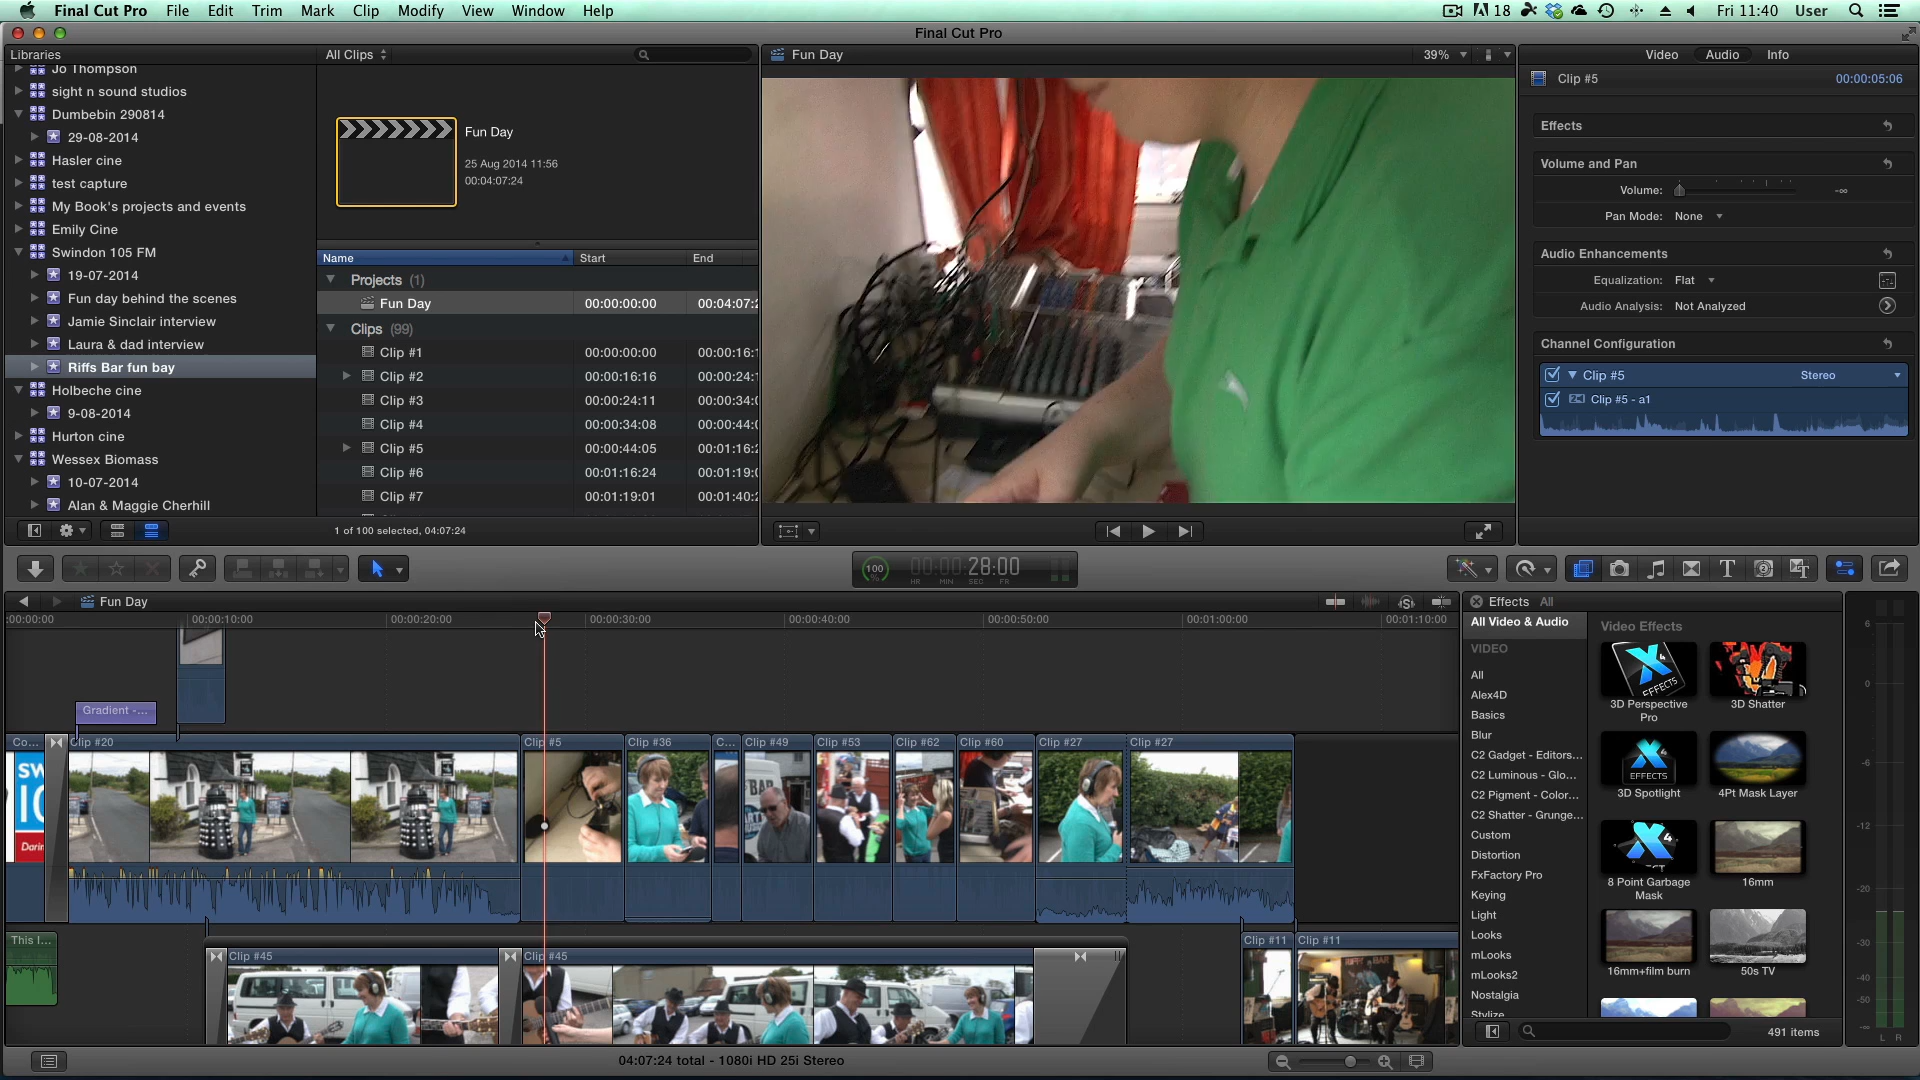 Final Cut Pro File Edit Trim Mark Clip Modify View Window Help 18 Fri 11:40 User
Final Cut Pro
Libraries
Jo Thompson
sight n sound studios
Dumbebin 290814
29-08-2014
Hasler cine
test capture
My Book's projects and events
Emily Cine
Swindon 105 FM
19-07-2014
Fun day behind the scenes
Jamie Sinclair interview
Laura & dad interview
Riffs Bar fun bay
Holbeche cine
9-08-2014
Hurton cine
Wessex Biomass
10-07-2014
Alan & Maggie Cherhill
All Clips
Fun Day
25 Aug 2014 11:56
00:04:07:24
Name Start End
Projects (1)
Fun Day 00:00:00:00 00:04:07:2
Clips (99)
Clip #1 00:00:00:00 00:00:16:1
Clip #2 00:00:16:16 00:00:24:1
Clip #3 00:00:24:11 00:00:34:0
Clip #4 00:00:34:08 00:00:44:0
Clip #5 00:00:44:05 00:01:16:2
Clip #6 00:01:16:24 00:01:19:0
Clip #7 00:01:19:01 00:01:40:2
1 of 100 selected, 04:07:24
Fun Day 39%
Video Audio Info
Clip #5 00:00:05:06
Effects
Volume and Pan
Volume: -∞
Pan Mode: None
Audio Enhancements
Equalization: Flat
Audio Analysis: Not Analyzed
Channel Configuration
Clip #5 Stereo
Clip #5 - a1
100 % 00:00:28:00
HR MIN SEC FR
Fun Day
:00:00:00 00:00:10:00 00:00:20:00 00:00:30:00 00:00:40:00 00:00:50:00 00:01:00:00 00:01:10:00
Gradient -...
Co... Clip #20 Clip #5 Clip #36 C... Clip #49 Clip #53 Clip #62 Clip #60 Clip #27 Clip #27
SW
10
Darin
This I...
Clip #45 Clip #45 Clip #11 Clip #11
04:07:24 total - 1080i HD 25i Stereo
Effects All
All Video & Audio
VIDEO
All
Alex4D
Basics
Blur
C2 Gadget - Editors...
C2 Luminous - Glo...
C2 Pigment - Color...
C2 Shatter - Grunge...
Custom
Distortion
FxFactory Pro
Keying
Light
Looks
mLooks
mLooks2
Nostalgia
Stylize
Video Effects
3D Perspective Pro
3D Shatter
EFFECTS
3D Spotlight
4Pt Mask Layer
8 Point Garbage Mask
16mm
16mm+film burn
50s TV
491 items
6
0
-6
-12
-20
-30
-40
-50
-∞
L R